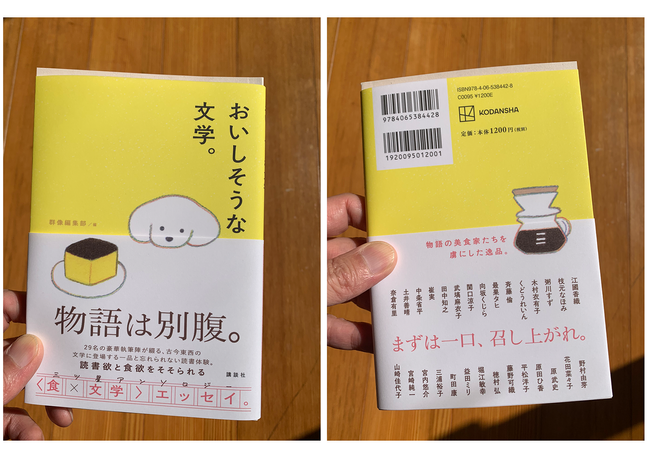 おいしそうな
文学。
群像編集部／編
物語は別腹。
29名の豪華執筆陣が綴る、古今東西の
文学に登場する一品と忘れられない読書体験。
読書欲と食欲をそそられる
講談社
三ツ星アンソロジー
〈食×文学〉エッセイ。
ISBN978-4-06-538442-8
C0095 ¥1200E
9784065384428
1920095012001
KODANSHA
定価：本体1200円（税別）
物語の美食家たちを
虜にした逸品。
江國香織
枝元なほみ
粥川すず
木村衣有子
くどうれいん
斉藤倫
最果タヒ
向坂くじら
関口涼子
武塙麻衣子
田中知之
崔実
中条省平
土井善晴
奈倉有里
まずは一口、召し上がれ。
野村由芽
花田菜々子
原武史
原田ひ香
平松洋子
藤野可織
穂村弘
堀江敏幸
益田ミリ
町田康
三浦裕子
宮内悠介
宮崎純一
山崎佳代子